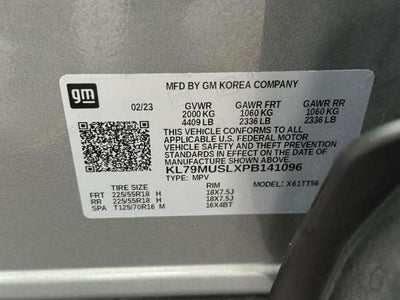 gm
MFD BY GM KOREA COMPANY
02/23 GVWR GAWR FRT GAWR RR
2000 KG 1060 KG 1060 KG
4409 LB 2336 LB 2336 LB
THIS VEHICLE CONFORMS TO ALL
APPLICABLE U.S. FEDERAL MOTOR
VEHICLE SAFETY AND THEFT PREVENTION
STANDARDS IN EFFECT ON THE DATE OF
MANUFACTURE SHOWN ABOVE.
KL79MUSLXPB141096
TYPE: MPV MODEL: X61TT56
TIRE SIZE RIM
FRT 225/55R18 H 18X7.5J
RR 225/55R18 H 18X7.5J
SPA T125/70R16 M 16X4BT